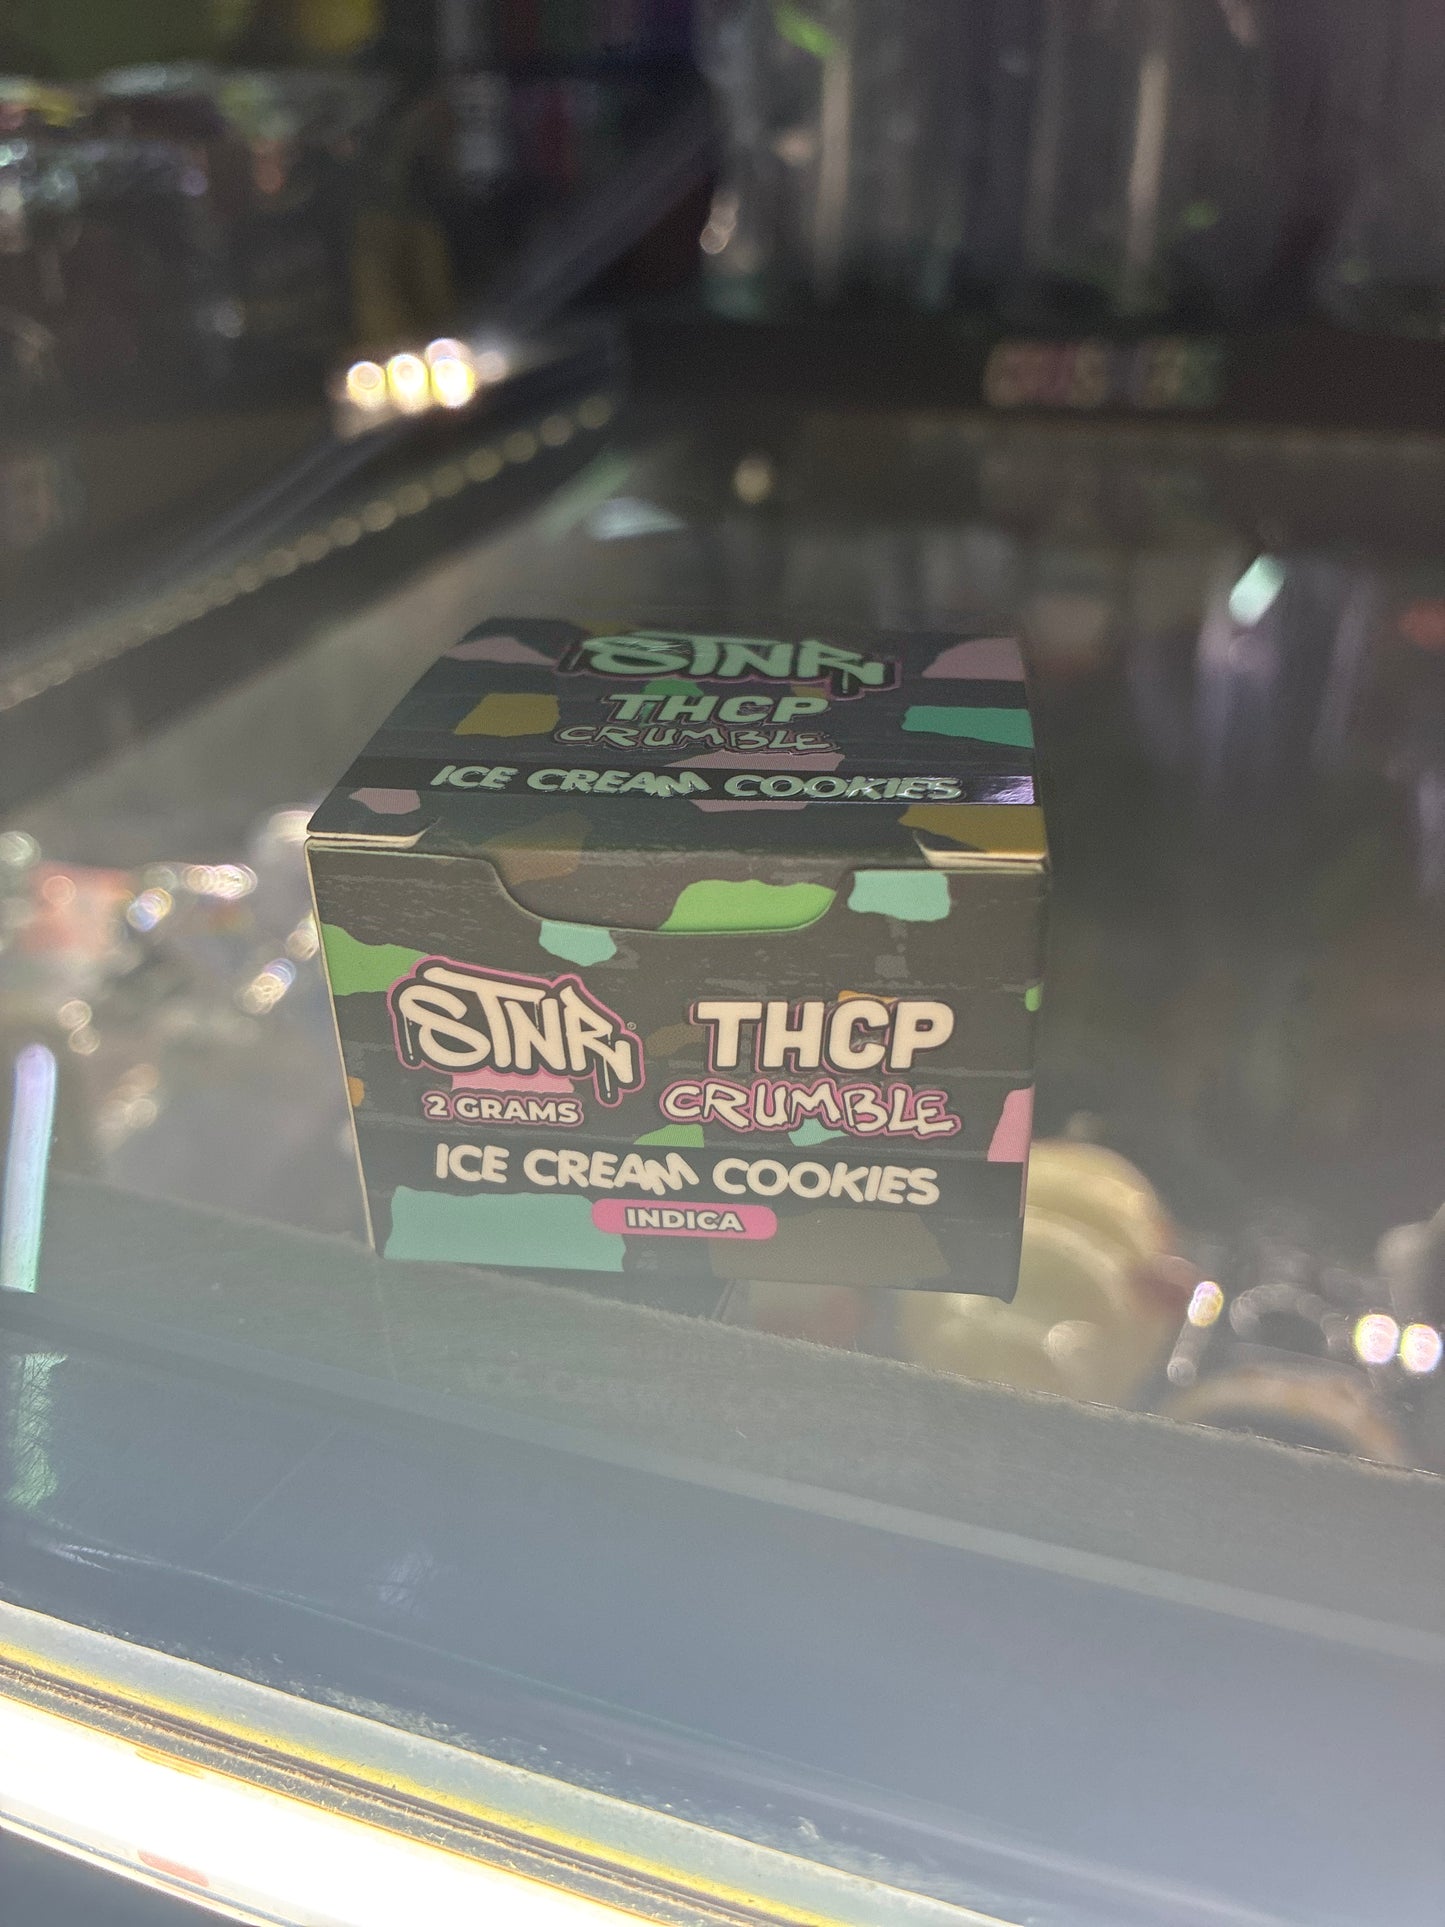 STNR
THCP
CRUMBLE
ICE CREAM COOKIES
STNR®
2 GRAMS
THCP
CRUMBLE
ICE CREAM COOKIES
INDICA